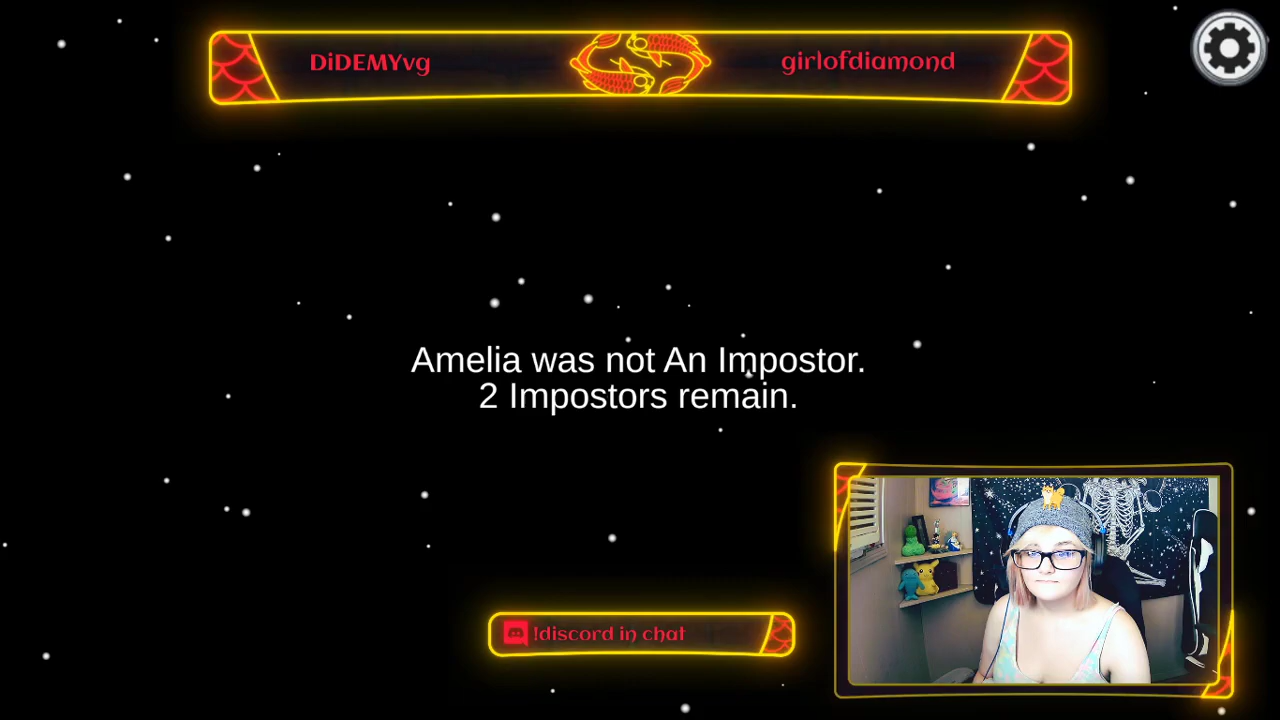 DiDEMYvg
girlofdiamond
Amelia was not An Impostor.
2 Impostors remain.
!discord in chat